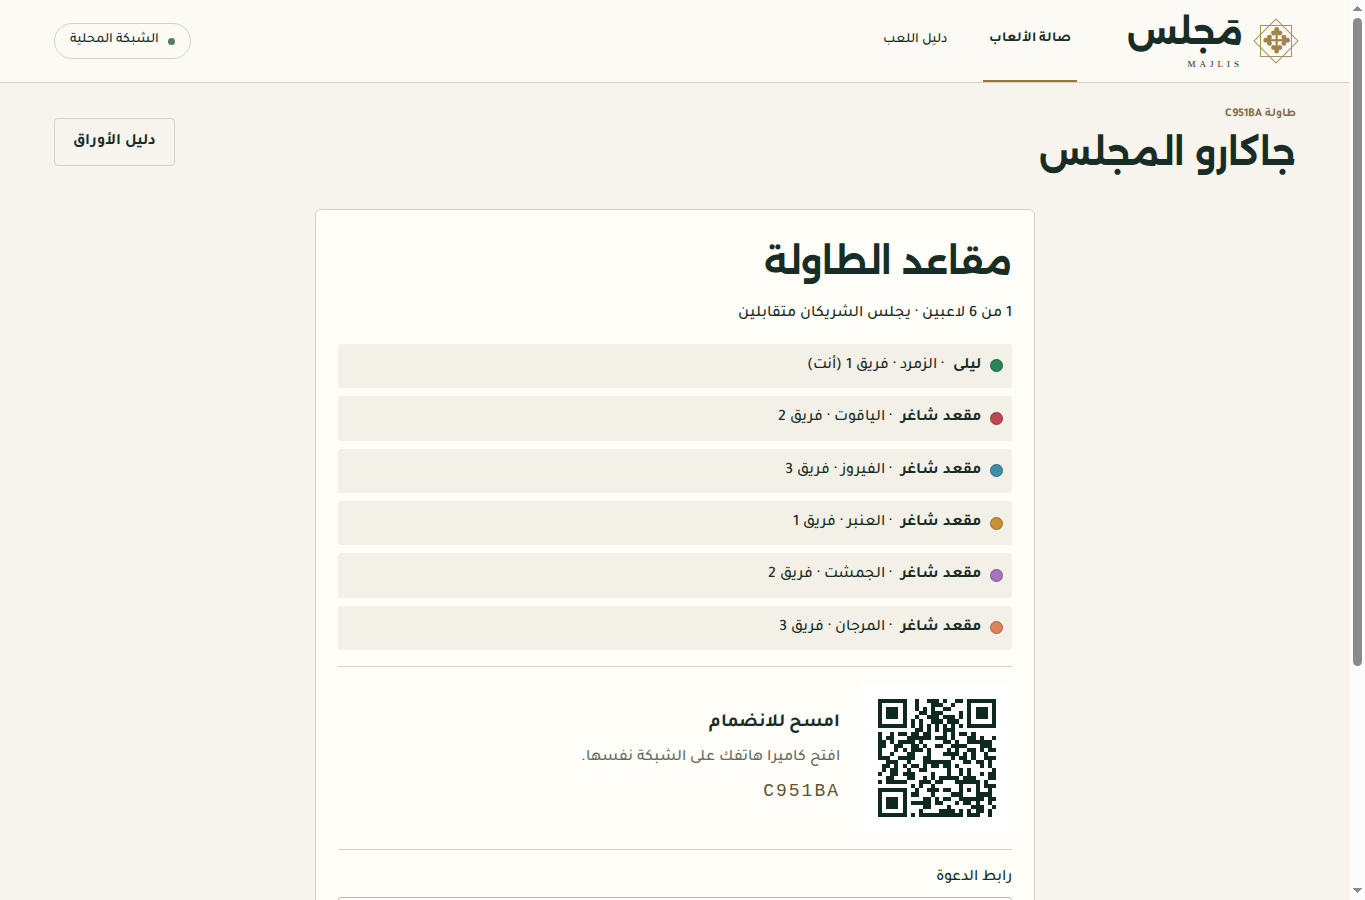 مَجلس
MAJLIS
صالة الألعاب
دليل اللعب
الشبكة المحلية
طاولة C951BA
جاكارو المجلس
دليل الأوراق
مقاعد الطاولة
1 من 6 لاعبين · يجلس الشريكان متقابلين
ليلى · الزمرد · فريق 1 (أنت)
مقعد شاغر · الياقوت · فريق 2
مقعد شاغر · الفيروز · فريق 3
مقعد شاغر · العنبر · فريق 1
مقعد شاغر · الجمشت · فريق 2
مقعد شاغر · المرجان · فريق 3
امسح للانضمام
افتح كاميرا هاتفك على الشبكة نفسها.
C951BA
رابط الدعوة